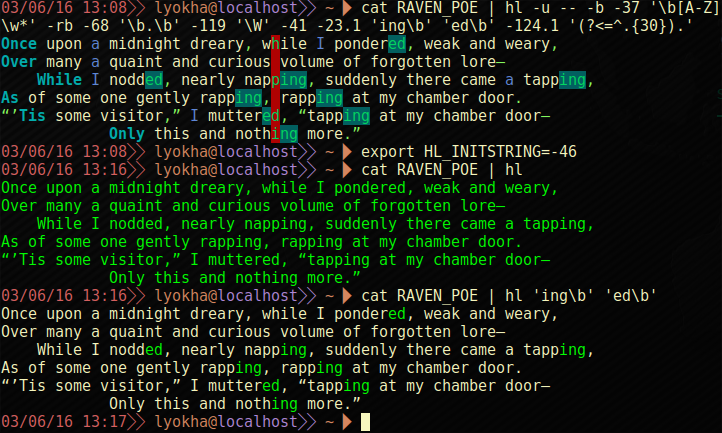 03/06/16 13:08>> lyokha@localhost>> ~ cat RAVEN_POE | hl -u -- -b -37 '\b[A-Z]
\w*' -rb -68 '\b.\b' -119 '\W' -41 -23.1 'ing\b' 'ed\b' -124.1 '(?<=^.{30}).'
Once upon a midnight dreary, while I pondered, weak and weary,
Over many a quaint and curious volume of forgotten lore—
    While I nodded, nearly napping, suddenly there came a tapping,
As of some one gently rapping, rapping at my chamber door.
“’Tis some visitor,” I muttered, “tapping at my chamber door—
            Only this and nothing more.”
03/06/16 13:08>> lyokha@localhost>> ~ export HL_INITSTRING=-46
03/06/16 13:16>> lyokha@localhost>> ~ cat RAVEN_POE | hl
Once upon a midnight dreary, while I pondered, weak and weary,
Over many a quaint and curious volume of forgotten lore—
    While I nodded, nearly napping, suddenly there came a tapping,
As of some one gently rapping, rapping at my chamber door.
“’Tis some visitor,” I muttered, “tapping at my chamber door—
            Only this and nothing more.”
03/06/16 13:16>> lyokha@localhost>> ~ cat RAVEN_POE | hl 'ing\b' 'ed\b'
Once upon a midnight dreary, while I pondered, weak and weary,
Over many a quaint and curious volume of forgotten lore—
    While I nodded, nearly napping, suddenly there came a tapping,
As of some one gently rapping, rapping at my chamber door.
“’Tis some visitor,” I muttered, “tapping at my chamber door—
            Only this and nothing more.”
03/06/16 13:17>> lyokha@localhost>> ~